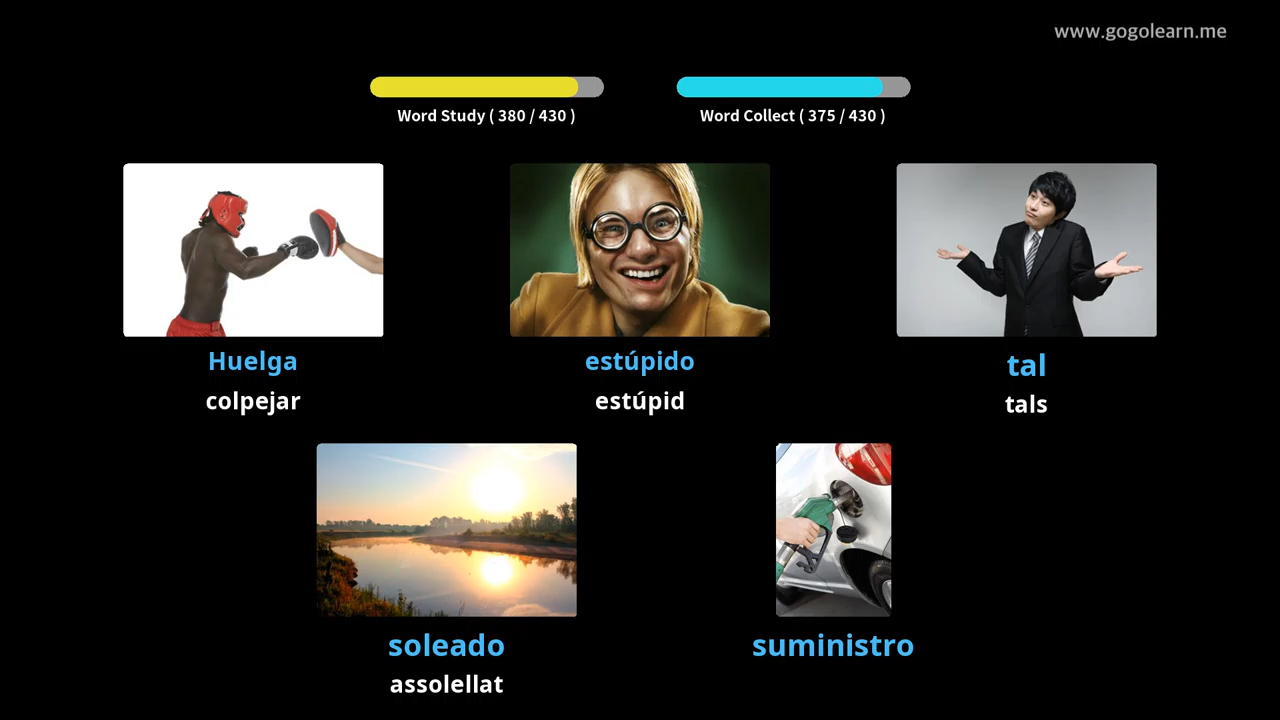 www.gogolearn.me
Word Study ( 380 / 430 )
Word Collect ( 375 / 430 )
Huelga
colpejar
estúpido
estúpid
tal
tals
soleado
assolellat
suministro